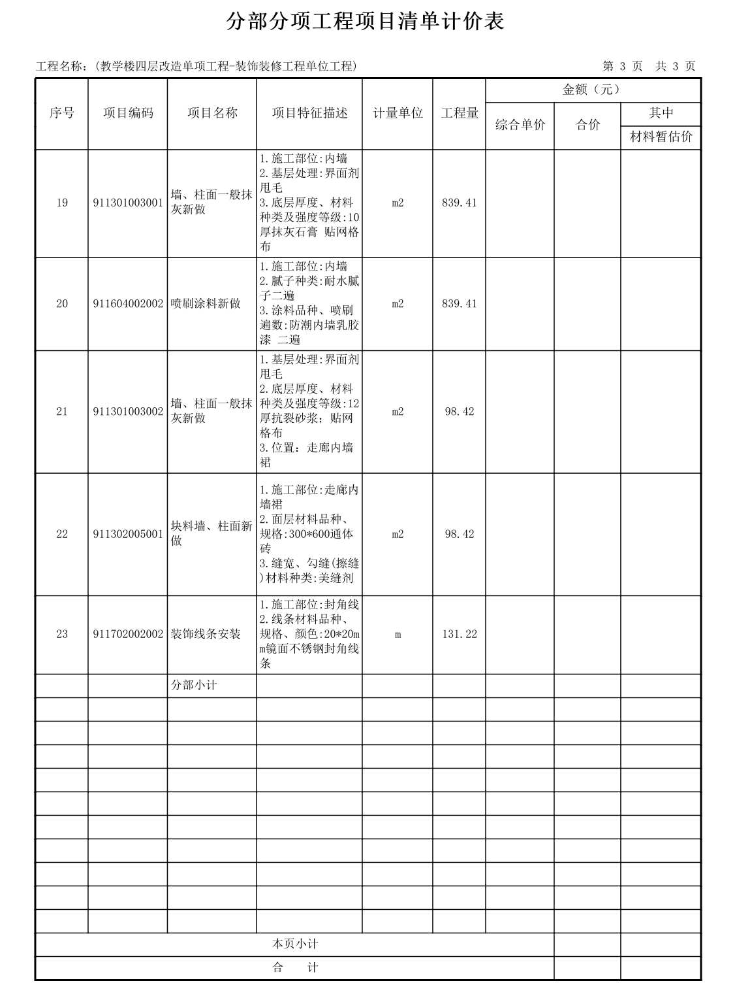 分部分项工程项目清单计价表
工程名称：(教学楼四层改造单项工程-装饰装修工程单位工程) 第 3 页 共 3 页
序号 项目编码 项目名称 项目特征描述 计量单位 工程量 金额（元）
综合单价 合价 其中
材料暂估价
19 911301003001 墙、柱面一般抹
灰新做
1.施工部位:内墙
2.基层处理:界面剂
甩毛
3.底层厚度、材料
种类及强度等级:10
厚抹灰石膏 贴网格
布
m2 839.41
20 911604002002 喷刷涂料新做
1.施工部位:内墙
2.腻子种类:耐水腻
子二遍
3.涂料品种、喷刷
遍数:防潮内墙乳胶
漆 二遍
m2 839.41
21 911301003002 墙、柱面一般抹
灰新做
1.基层处理:界面剂
甩毛
2.底层厚度、材料
种类及强度等级:12
厚抗裂砂浆；贴网
格布
3.位置：走廊内墙
裙
m2 98.42
22 911302005001 块料墙、柱面新
做
1.施工部位:走廊内
墙裙
2.面层材料品种、
规格:300*600通体
砖
3.缝宽、勾缝(擦缝
)材料种类:美缝剂
m2 98.42
23 911702002002 装饰线条安装
1.施工部位:封角线
2.线条材料品种、
规格、颜色:20*20m
m镜面不锈钢封角线
条
m 131.22
分部小计
本页小计
合 计